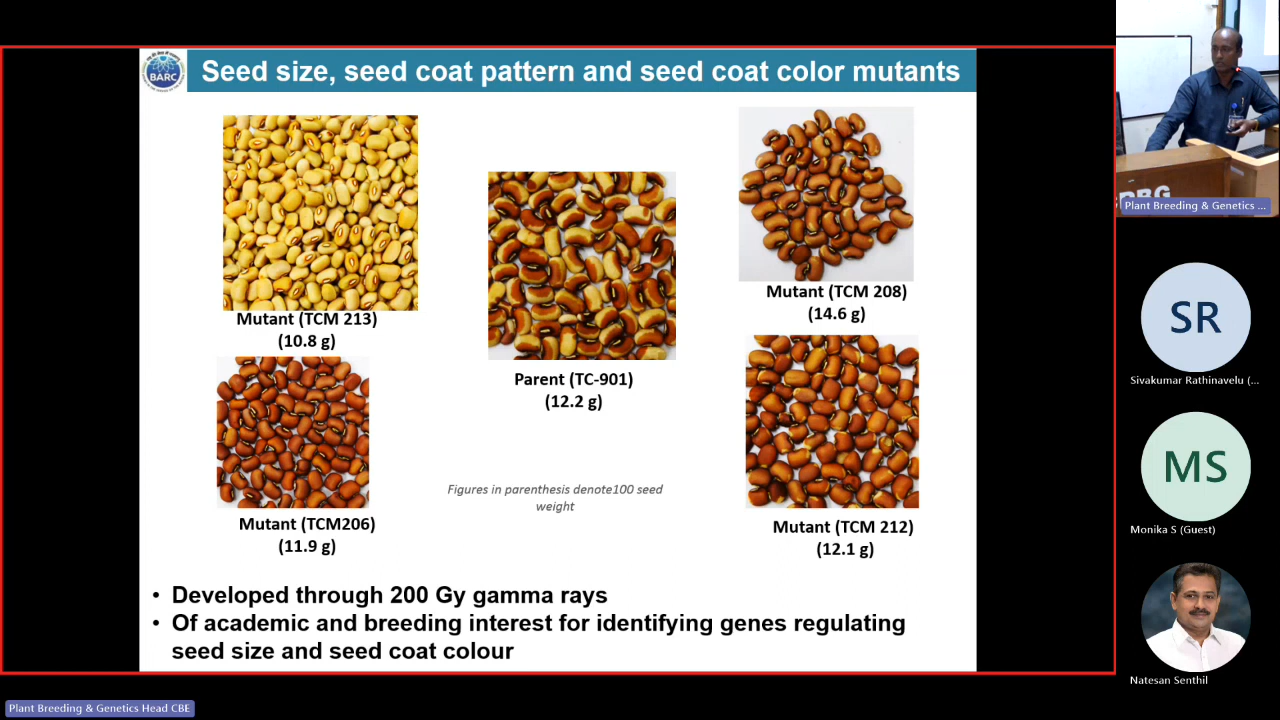 BARC
Seed size, seed coat pattern and seed coat color mutants
Mutant (TCM 213)
(10.8 g)
Parent (TC-901)
(12.2 g)
Mutant (TCM 208)
(14.6 g)
Mutant (TCM206)
(11.9 g)
Figures in parenthesis denote100 seed
weight
Mutant (TCM 212)
(12.1 g)
• Developed through 200 Gy gamma rays
• Of academic and breeding interest for identifying genes regulating
seed size and seed coat colour
Plant Breeding & Genetics Head CBE
Plant Breeding & Genetics ...
SR
Sivakumar Rathinavelu (...
MS
Monika S (Guest)
Natesan Senthil